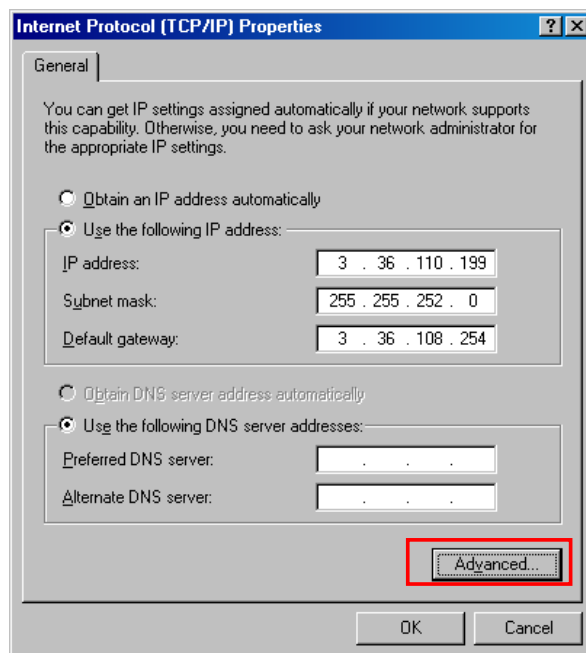 Internet Protocol (TCP/IP) Properties
General
You can get IP settings assigned automatically if your network supports
this capability. Otherwise, you need to ask your network administrator for
the appropriate IP settings.
Obtain an IP address automatically
Use the following IP address:
IP address: 3 . 36 . 110 . 199
Subnet mask: 255 . 255 . 252 . 0
Default gateway: 3 . 36 . 108 . 254
Obtain DNS server address automatically
Use the following DNS server addresses:
Preferred DNS server: . . .
Alternate DNS server: . . .
Advanced...
OK Cancel